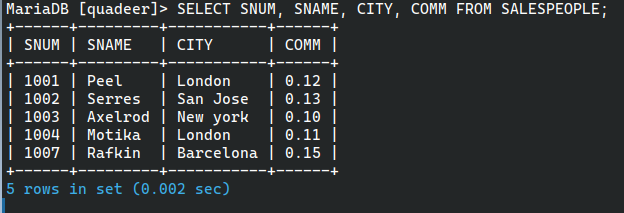 MariaDB [quadeer]> SELECT SNUM, SNAME, CITY, COMM FROM SALESPEOPLE;
+------+---------+-----------+------+
| SNUM | SNAME   | CITY      | COMM |
+------+---------+-----------+------+
| 1001 | Peel    | London    | 0.12 |
| 1002 | Serres  | San Jose  | 0.13 |
| 1003 | Axelrod | New york  | 0.10 |
| 1004 | Motika  | London    | 0.11 |
| 1007 | Rafkin  | Barcelona | 0.15 |
+------+---------+-----------+------+
5 rows in set (0.002 sec)